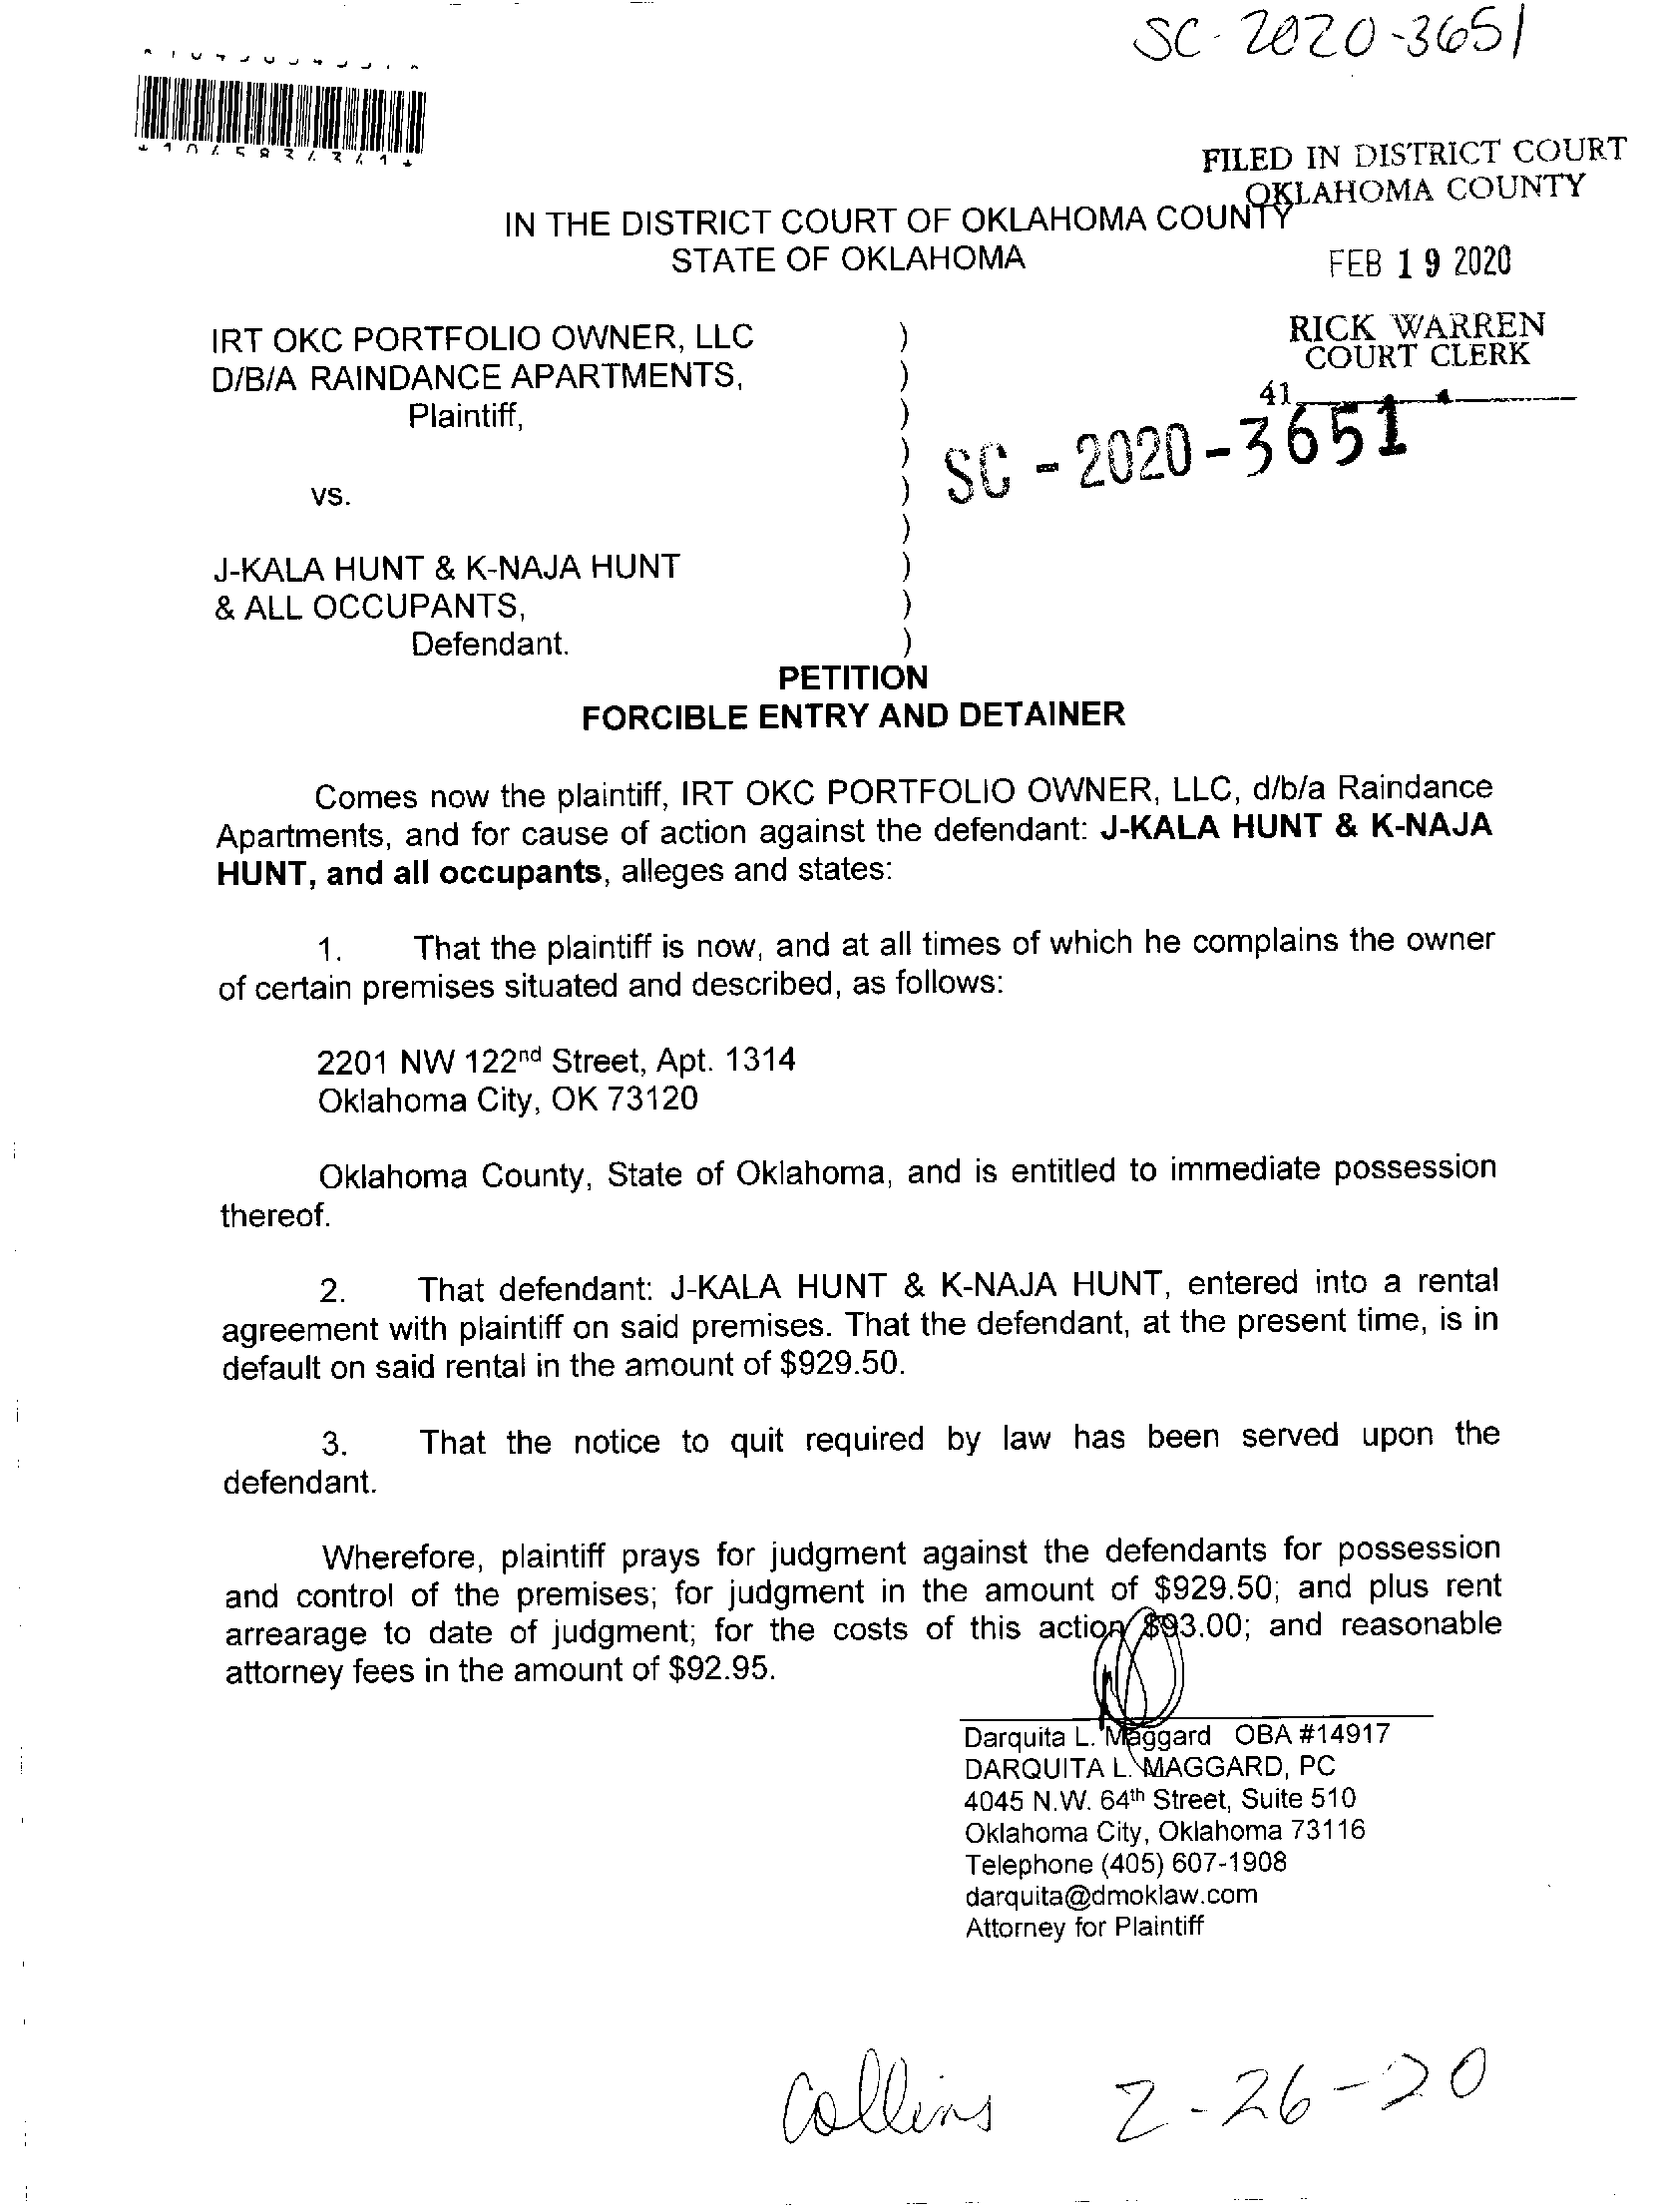 SC-2020-3651
FILED IN DISTRICT COURT
OKLAHOMA COUNTY
IN THE DISTRICT COURT OF OKLAHOMA COUNTY
STATE OF OKLAHOMA
FEB 19 2020
RICK WARREN
COURT CLERK
41
IRT OKC PORTFOLIO OWNER, LLC )
D/B/A RAINDANCE APARTMENTS, )
Plaintiff, )
)
SC - 2020 - 3651
vs. )
)
J-KALA HUNT & K-NAJA HUNT )
& ALL OCCUPANTS, )
Defendant. )
PETITION
FORCIBLE ENTRY AND DETAINER
Comes now the plaintiff, IRT OKC PORTFOLIO OWNER, LLC, d/b/a Raindance
Apartments, and for cause of action against the defendant: J-KALA HUNT & K-NAJA
HUNT, and all occupants, alleges and states:
1. That the plaintiff is now, and at all times of which he complains the owner
of certain premises situated and described, as follows:
2201 NW 122nd Street, Apt. 1314
Oklahoma City, OK 73120
Oklahoma County, State of Oklahoma, and is entitled to immediate possession
thereof.
2. That defendant: J-KALA HUNT & K-NAJA HUNT, entered into a rental
agreement with plaintiff on said premises. That the defendant, at the present time, is in
default on said rental in the amount of $929.50.
3. That the notice to quit required by law has been served upon the
defendant.
Wherefore, plaintiff prays for judgment against the defendants for possession
and control of the premises; for judgment in the amount of $929.50; and plus rent
arrearage to date of judgment; for the costs of this action $93.00; and reasonable
attorney fees in the amount of $92.95.
Darquita L. Maggard OBA #14917
DARQUITA L. MAGGARD, PC
4045 N.W. 64th Street, Suite 510
Oklahoma City, Oklahoma 73116
Telephone (405) 607-1908
darquita@dmoklaw.com
Attorney for Plaintiff
Collins 2-26-20